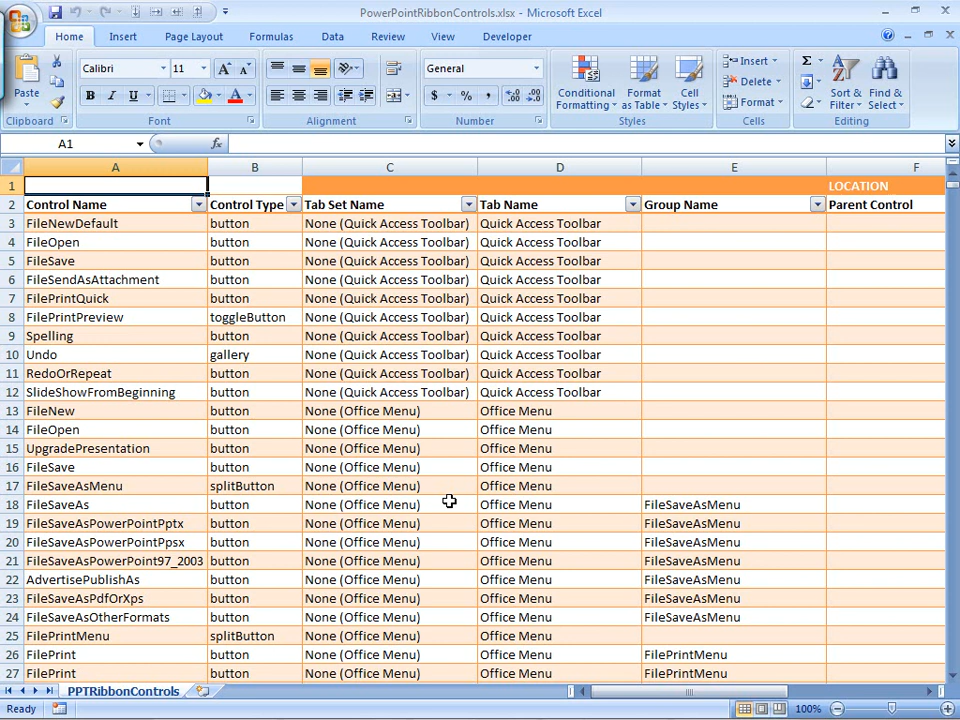 PowerPointRibbonControls.xlsx - Microsoft Excel
Home Insert Page Layout Formulas Data Review View Developer
Paste Calibri 11 General Conditional Formatting Format as Table Cell Styles Insert Delete Format Sort & Filter Find & Select
B I U A $ % , Σ
Clipboard Font Alignment Number Styles Cells Editing
A1 fx
A B C D E F
1 LOCATION
2 Control Name Control Type Tab Set Name Tab Name Group Name Parent Control
3 FileNewDefault button None (Quick Access Toolbar) Quick Access Toolbar
4 FileOpen button None (Quick Access Toolbar) Quick Access Toolbar
5 FileSave button None (Quick Access Toolbar) Quick Access Toolbar
6 FileSendAsAttachment button None (Quick Access Toolbar) Quick Access Toolbar
7 FilePrintQuick button None (Quick Access Toolbar) Quick Access Toolbar
8 FilePrintPreview toggleButton None (Quick Access Toolbar) Quick Access Toolbar
9 Spelling button None (Quick Access Toolbar) Quick Access Toolbar
10 Undo gallery None (Quick Access Toolbar) Quick Access Toolbar
11 RedoOrRepeat button None (Quick Access Toolbar) Quick Access Toolbar
12 SlideShowFromBeginning button None (Quick Access Toolbar) Quick Access Toolbar
13 FileNew button None (Office Menu) Office Menu
14 FileOpen button None (Office Menu) Office Menu
15 UpgradePresentation button None (Office Menu) Office Menu
16 FileSave button None (Office Menu) Office Menu
17 FileSaveAsMenu splitButton None (Office Menu) Office Menu
18 FileSaveAs button None (Office Menu) Office Menu FileSaveAsMenu
19 FileSaveAsPowerPointPptx button None (Office Menu) Office Menu FileSaveAsMenu
20 FileSaveAsPowerPointPpsx button None (Office Menu) Office Menu FileSaveAsMenu
21 FileSaveAsPowerPoint97_2003 button None (Office Menu) Office Menu FileSaveAsMenu
22 AdvertisePublishAs button None (Office Menu) Office Menu FileSaveAsMenu
23 FileSaveAsPdfOrXps button None (Office Menu) Office Menu FileSaveAsMenu
24 FileSaveAsOtherFormats button None (Office Menu) Office Menu FileSaveAsMenu
25 FilePrintMenu splitButton None (Office Menu) Office Menu
26 FilePrint button None (Office Menu) Office Menu FilePrintMenu
27 FilePrint button None (Office Menu) Office Menu FilePrintMenu
PPTRibbonControls
Ready 100%